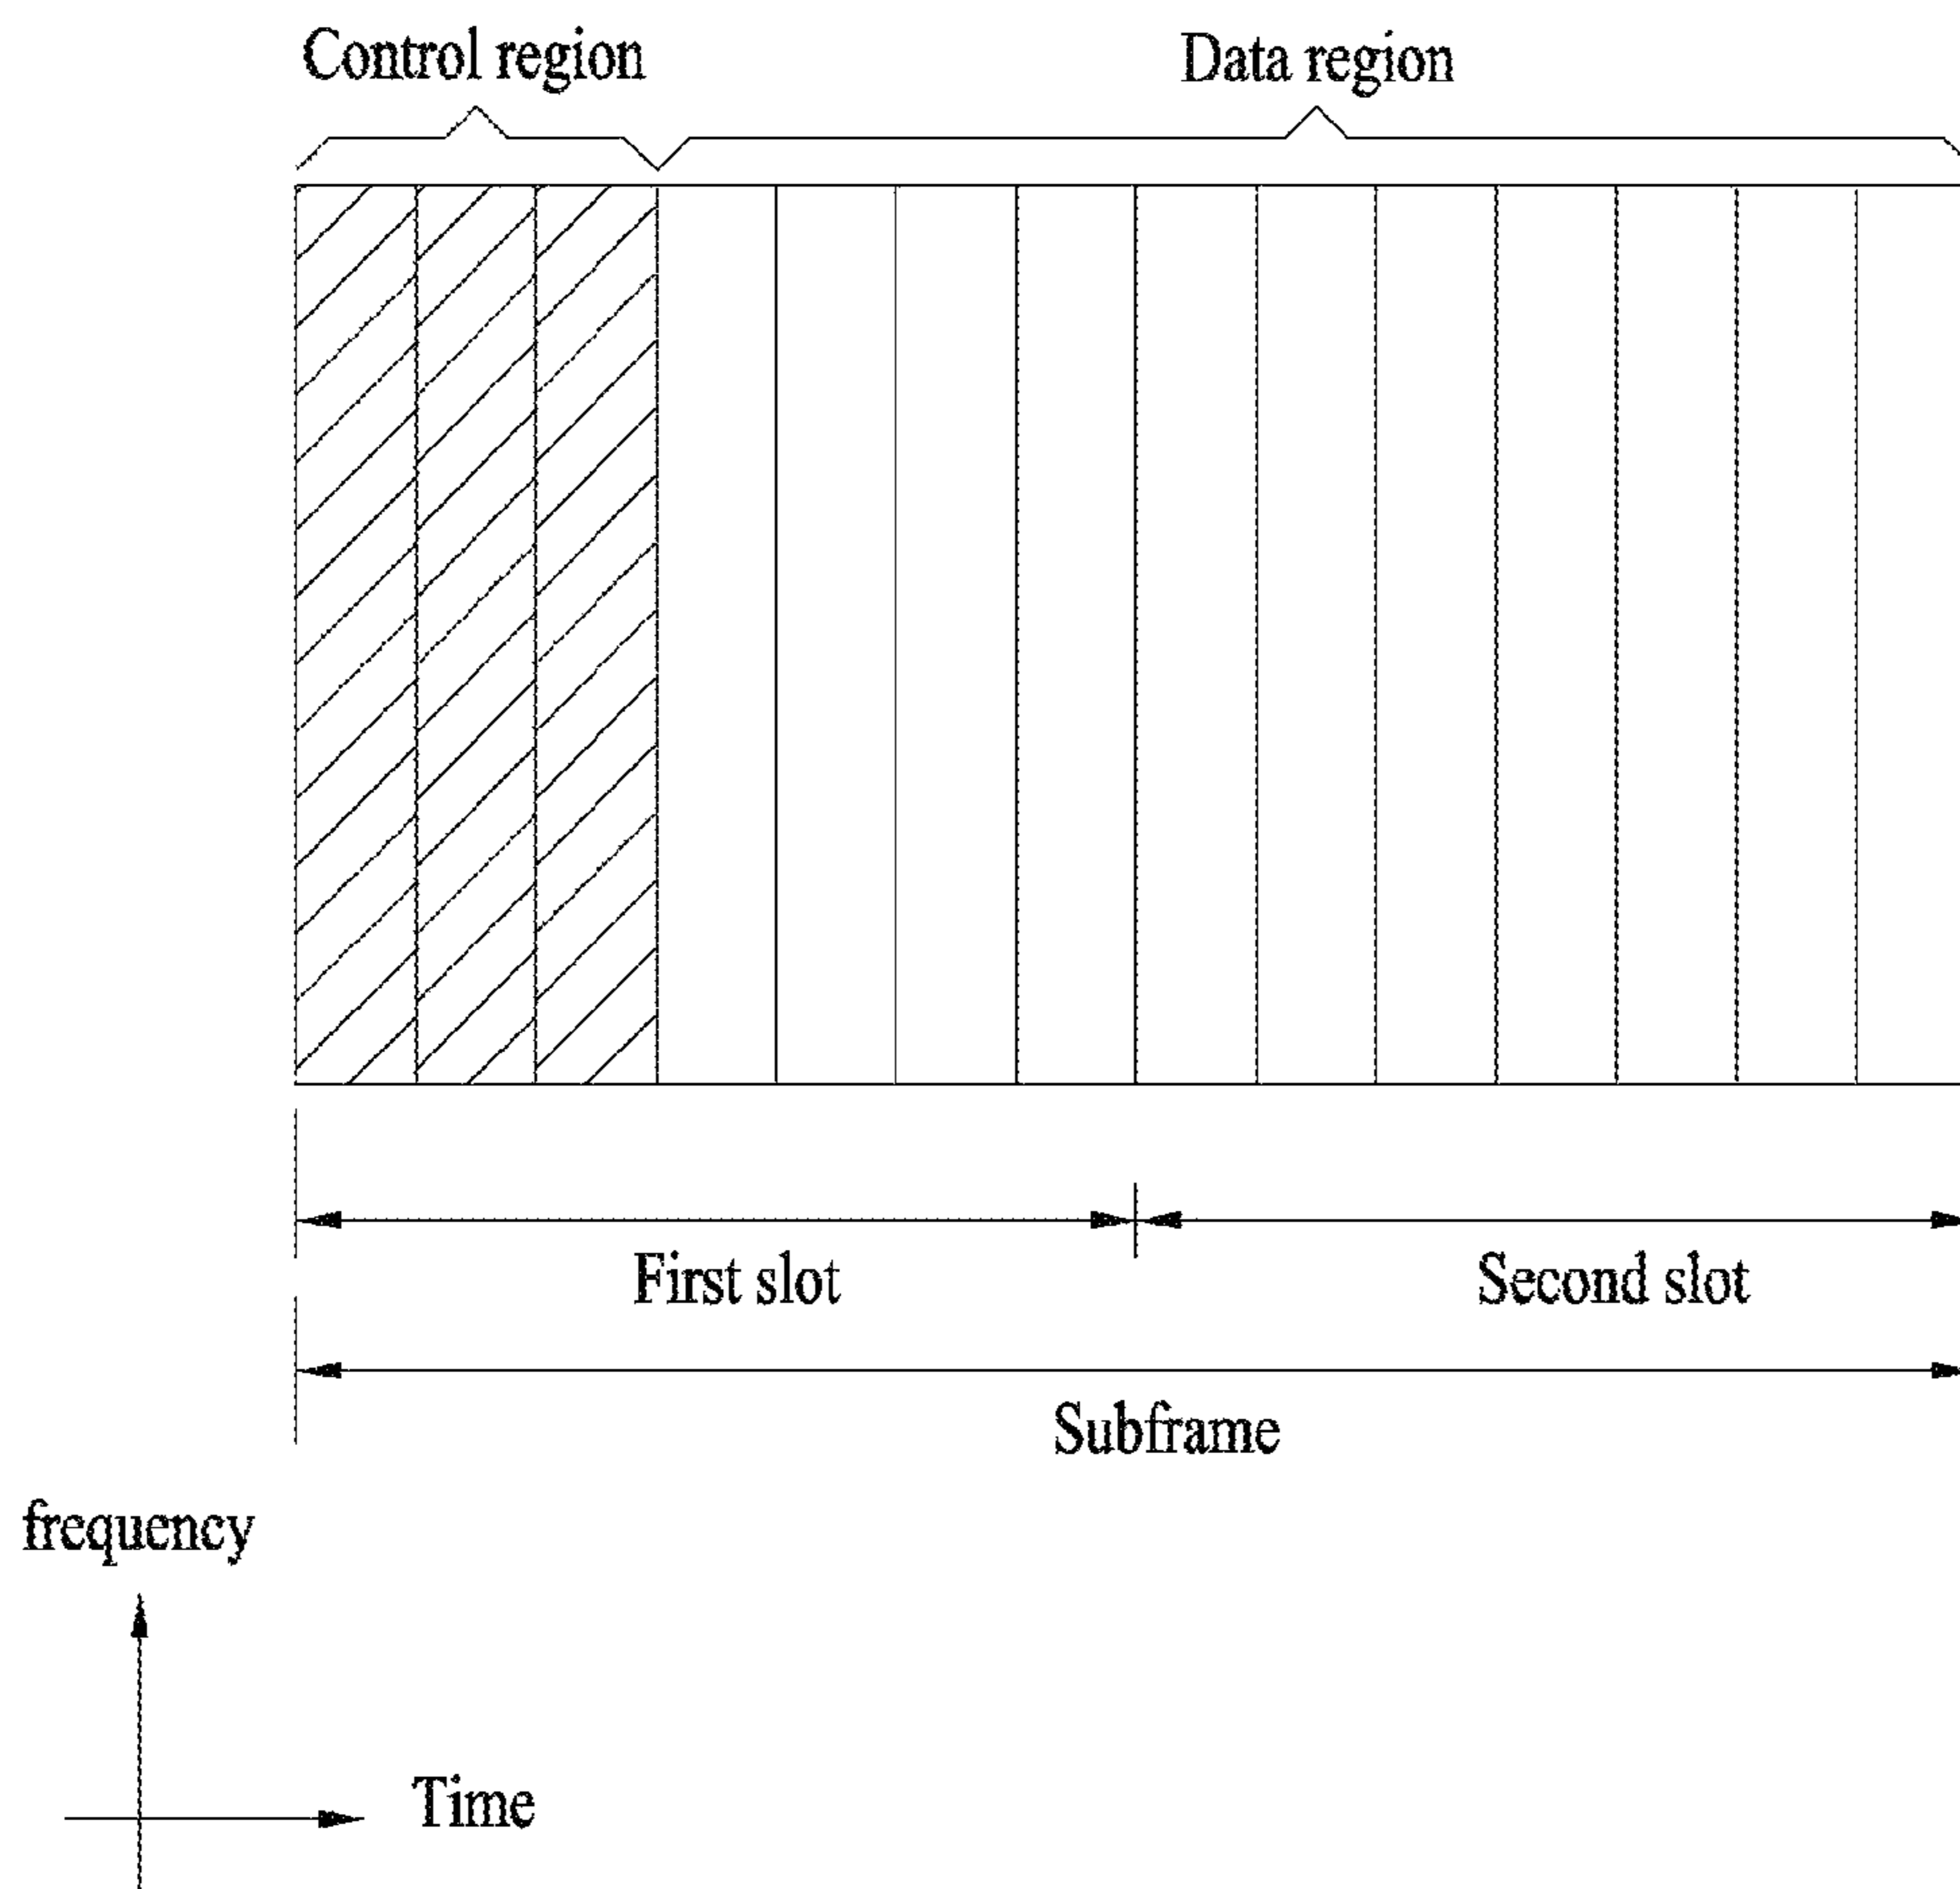 Control region
Data region
First slot
Second slot
Subframe
frequency
Time